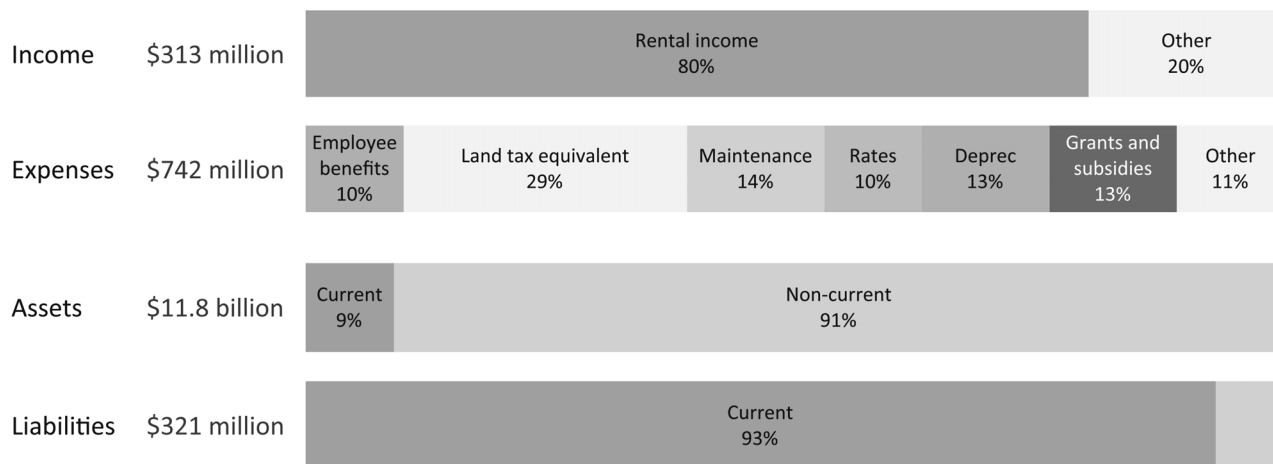 Income $313 million
Rental income
80%
Other
20%
Expenses $742 million
Employee
benefits
10%
Land tax equivalent
29%
Maintenance
14%
Rates
10%
Deprec
13%
Grants and
subsidies
13%
Other
11%
Assets $11.8 billion
Current
9%
Non-current
91%
Liabilities $321 million
Current
93%